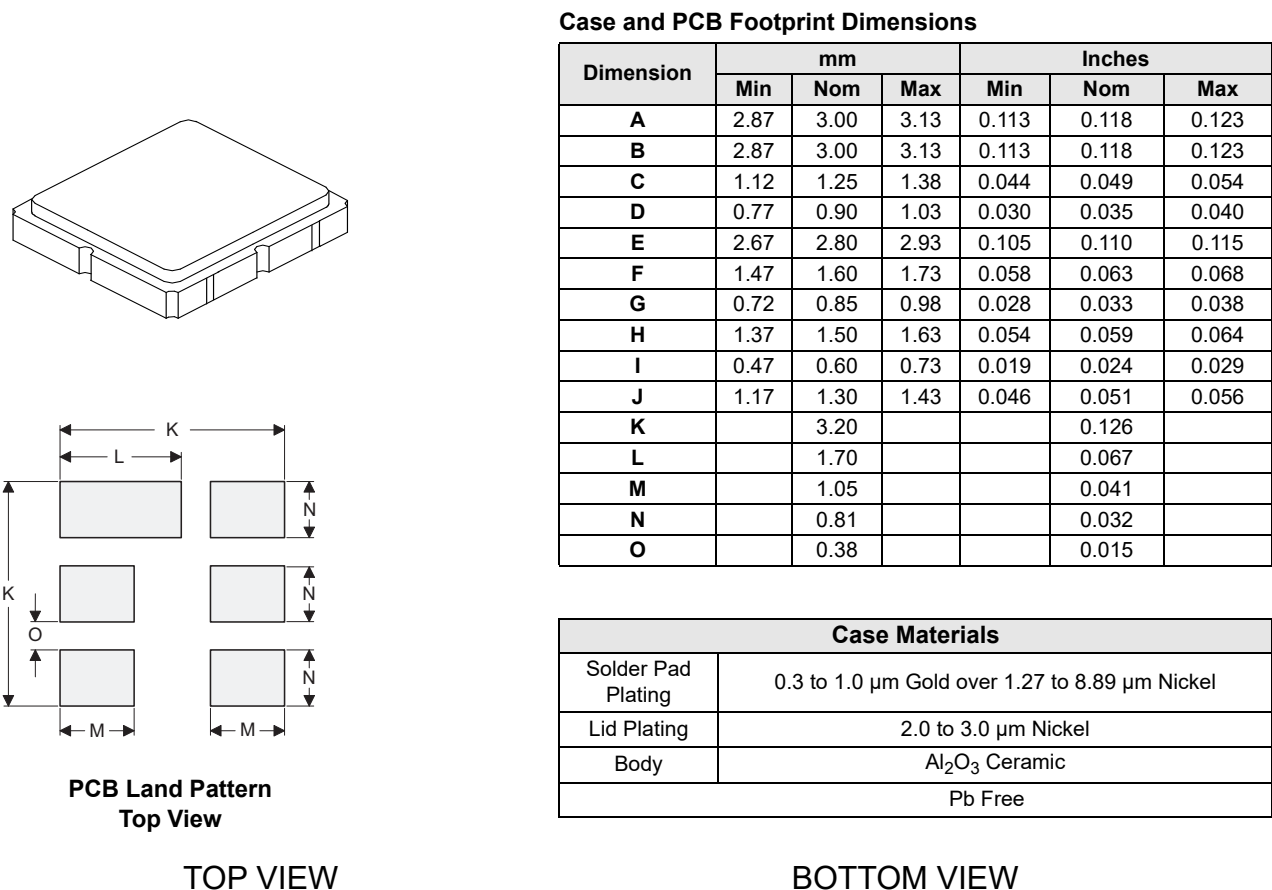 Case and PCB Footprint Dimensions
Dimension mm Inches
Min Nom Max Min Nom Max
A 2.87 3.00 3.13 0.113 0.118 0.123
B 2.87 3.00 3.13 0.113 0.118 0.123
C 1.12 1.25 1.38 0.044 0.049 0.054
D 0.77 0.90 1.03 0.030 0.035 0.040
E 2.67 2.80 2.93 0.105 0.110 0.115
F 1.47 1.60 1.73 0.058 0.063 0.068
G 0.72 0.85 0.98 0.028 0.033 0.038
H 1.37 1.50 1.63 0.054 0.059 0.064
I 0.47 0.60 0.73 0.019 0.024 0.029
J 1.17 1.30 1.43 0.046 0.051 0.056
K 3.20 0.126
L 1.70 0.067
M 1.05 0.041
N 0.81 0.032
O 0.38 0.015
K
L
N
K
N
O
N
M M
PCB Land Pattern
Top View
Case Materials
Solder Pad
Plating
0.3 to 1.0 µm Gold over 1.27 to 8.89 µm Nickel
Lid Plating 2.0 to 3.0 µm Nickel
Body Al₂O₃ Ceramic
Pb Free
TOP VIEW BOTTOM VIEW